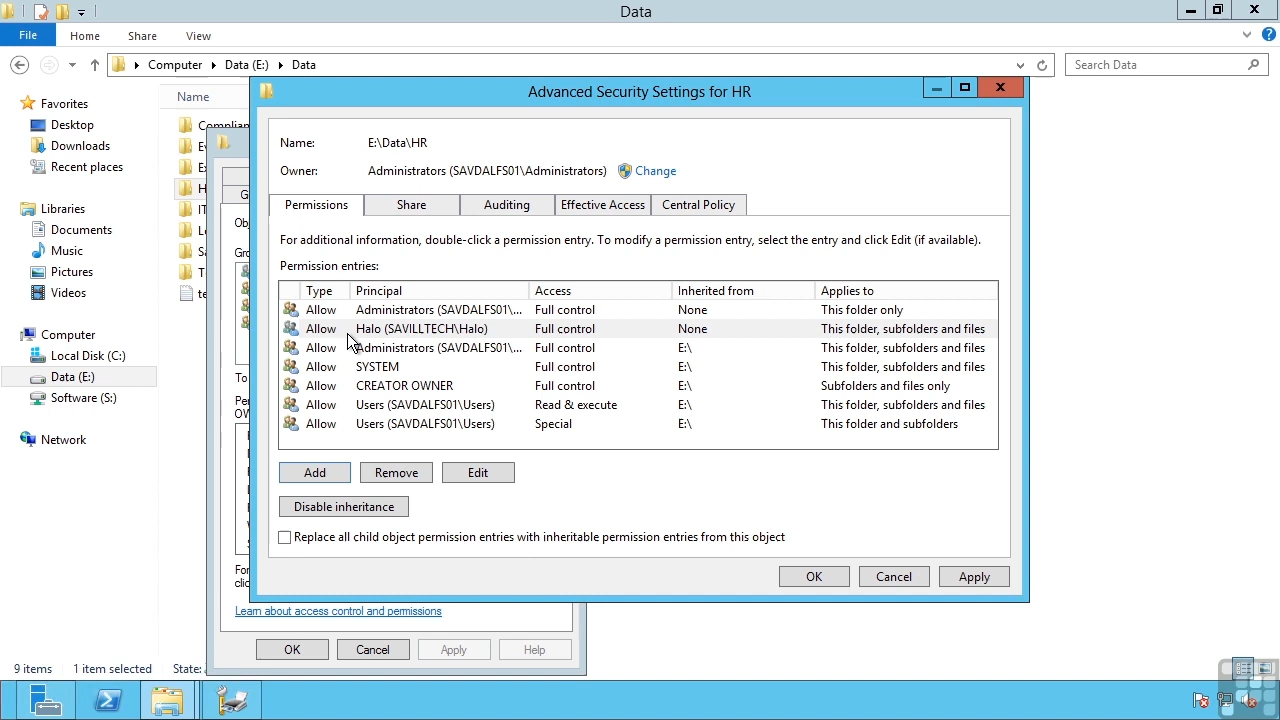 Data
File
Home
Share
View
Computer
Data (E:)
Data
Search Data
Name
Favorites
Desktop
Downloads
Recent places
Libraries
Documents
Music
Pictures
Videos
Computer
Local Disk (C:)
Data (E:)
Software (S:)
Network
Complian
Advanced Security Settings for HR
Name:
E:\Data\HR
Owner:
Administrators (SAVDALFS01\Administrators)
Change
Permissions
Share
Auditing
Effective Access
Central Policy
For additional information, double-click a permission entry. To modify a permission entry, select the entry and click Edit (if available).
Permission entries:
Type Principal Access Inherited from Applies to
Allow Administrators (SAVDALFS01\... Full control None This folder only
Allow Halo (SAVILLTECH\Halo) Full control None This folder, subfolders and files
Allow Administrators (SAVDALFS01\... Full control E:\ This folder, subfolders and files
Allow SYSTEM Full control E:\ This folder, subfolders and files
Allow CREATOR OWNER Full control E:\ Subfolders and files only
Allow Users (SAVDALFS01\Users) Read & execute E:\ This folder, subfolders and files
Allow Users (SAVDALFS01\Users) Special E:\ This folder and subfolders
Add
Remove
Edit
Disable inheritance
Replace all child object permission entries with inheritable permission entries from this object
OK
Cancel
Apply
Learn about access control and permissions
OK
Cancel
Apply
Help
9 items
1 item selected
State: